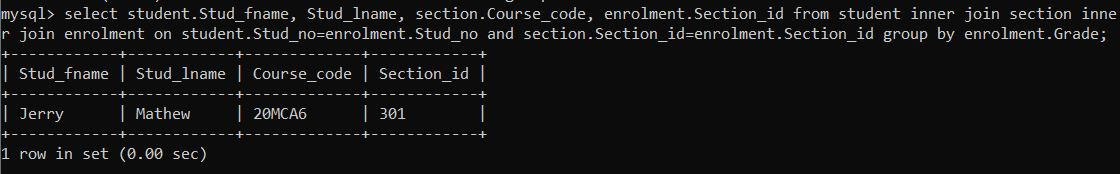 mysql> select student.Stud_fname, Stud_lname, section.Course_code, enrolment.Section_id from student inner join section inne
r join enrolment on student.Stud_no=enrolment.Stud_no and section.Section_id=enrolment.Section_id group by enrolment.Grade;
+------------+------------+-------------+------------+
| Stud_fname | Stud_lname | Course_code | Section_id |
+------------+------------+-------------+------------+
| Jerry      | Mathew     | 20MCA6      | 301        |
+------------+------------+-------------+------------+
1 row in set (0.00 sec)